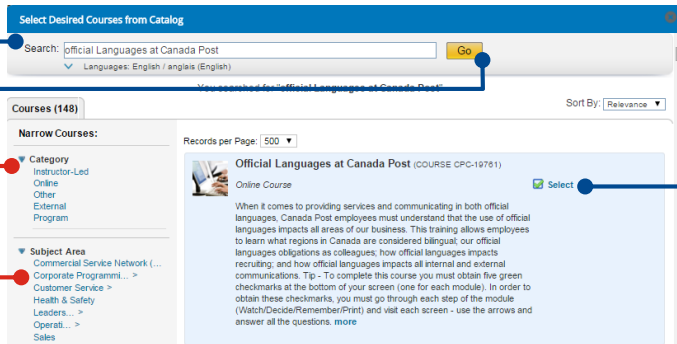 Select Desired Courses from Catalog
Search: official Languages at Canada Post Go
Languages: English / anglais (English)
You searched for "official Languages at Canada Post"
Courses (148)
Sort By: Relevance
Narrow Courses:
Records per Page: 500
Category
Instructor-Led
Online
Other
External
Program
Subject Area
Commercial Service Network (...
Corporate Programmi... >
Customer Service >
Health & Safety
Leaders... >
Operati... >
Sales
Official Languages at Canada Post (COURSE CPC-19761)
Online Course
Select
When it comes to providing services and communicating in both official
languages, Canada Post employees must understand that the use of official
languages impacts all areas of our business. This training allows employees
to learn what regions in Canada are considered bilingual; our official
languages obligations as colleagues; how official languages impacts
recruiting; and how official languages impacts all internal and external
communications. Tip - To complete this course you must obtain five green
checkmarks at the bottom of your screen (one for each module). In order to
obtain these checkmarks, you must go through each step of the module
(Watch/Decide/Remember/Print) and visit each screen - use the arrows and
answer all the questions. more